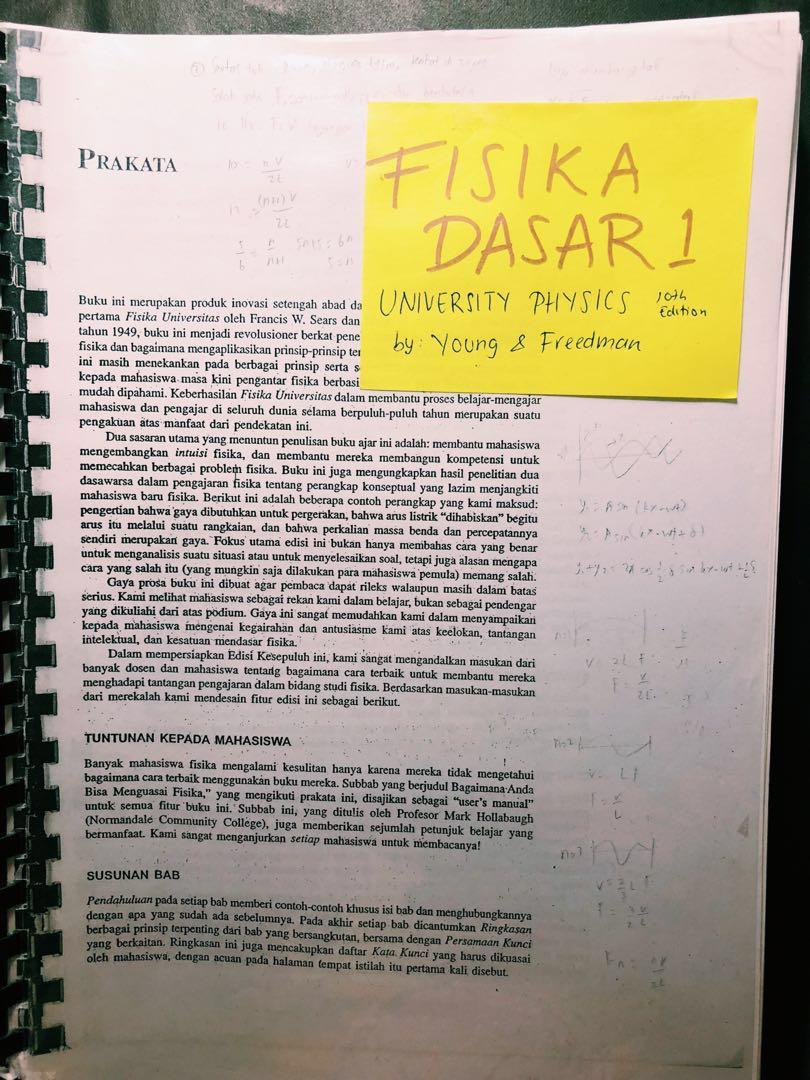 PRAKATA
FISIKA
DASAR 1
UNIVERSITY PHYSICS 10th Edition
by: Young & Freedman
Buku ini merupakan produk inovasi setengah abad da
pertama Fisika Universitas oleh Francis W. Sears dan
tahun 1949, buku ini menjadi revolusioner berkat pene
fisika dan bagaimana mengaplikasikan prinsip-prinsip ter
ini masih menekankan pada berbagai prinsip serta s
kepada mahasiswa masa kini pengantar fisika berbasi
mudah dipahami. Keberhasilan Fisika Universitas dalam membantu proses belajar-mengajar
mahasiswa dan pengajar di seluruh dunia selama berpuluh-puluh tahun merupakan suatu
pengakuan atas manfaat dari pendekatan ini.
Dua sasaran utama yang menuntun penulisan buku ajar ini adalah: membantu mahasiswa
mengembangkan intuisi fisika, dan membantu mereka membangun kompetensi untuk
memecahkan berbagai problem fisika. Buku ini juga mengungkapkan hasil penelitian dua
dasawarsa dalam pengajaran fisika tentang perangkap konseptual yang lazim menjangkiti
mahasiswa baru fisika. Berikut ini adalah beberapa contoh perangkap yang kami maksud:
pengertian bahwa gaya dibutuhkan untuk pergerakan, bahwa arus listrik "dihabiskan" begitu
arus itu melalui suatu rangkaian, dan bahwa perkalian massa benda dan percepatannya
sendiri merupakan gaya. Fokus utama edisi ini bukan hanya membahas cara yang benar
untuk menganalisis suatu situasi atau untuk menyelesaikan soal, tetapi juga alasan mengapa
cara yang salah itu (yang mungkin saja dilakukan para mahasiswa pemula) memang salah.
Gaya prosa buku ini dibuat agar pembaca dapat rileks walaupun masih dalam batas
serius. Kami melihat mahasiswa sebagai rekan kami dalam belajar, bukan sebagai pendengar
yang dikuliahi dari atas podium. Gaya ini sangat memudahkan kami dalam menyampaikan
kepada mahasiswa mengenai kegairahan dan antusiasme kami atas keelokan, tantangan
intelektual, dan kesatuan mendasar fisika.
Dalam mempersiapkan Edisi Kesepuluh ini, kami sangat mengandalkan masukan dari
banyak dosen dan mahasiswa tentang bagaimana cara terbaik untuk membantu mereka
menghadapi tantangan pengajaran dalam bidang studi fisika. Berdasarkan masukan-masukan
dari merekalah kami mendesain fitur edisi ini sebagai berikut.
TUNTUNAN KEPADA MAHASISWA
Banyak mahasiswa fisika mengalami kesulitan hanya karena mereka tidak mengetahui
bagaimana cara terbaik menggunakan buku mereka. Subbab yang berjudul Bagaimana Anda
Bisa Menguasai Fisika," yang mengikuti prakata ini, disajikan sebagai "user's manual"
untuk semua fitur buku ini. Subbab ini, yang ditulis oleh Profesor Mark Hollabaugh
(Normandale Community College), juga memberikan sejumlah petunjuk belajar yang
bermanfaat. Kami sangat menganjurkan setiap mahasiswa untuk membacanya!
SUSUNAN BAB
Pendahuluan pada setiap bab memberi contoh-contoh khusus isi bab dan menghubungkannya
dengan apa yang sudah ada sebelumnya. Pada akhir setiap bab dicantumkan Ringkasan
berbagai prinsip terpenting dari bab yang bersangkutan, bersama dengan Persamaan Kunci
yang berkaitan. Ringkasan ini juga mencakupkan daftar Kata Kunci yang harus dikuasai
oleh mahasiswa, dengan acuan pada halaman tempat istilah itu pertama kali disebut.